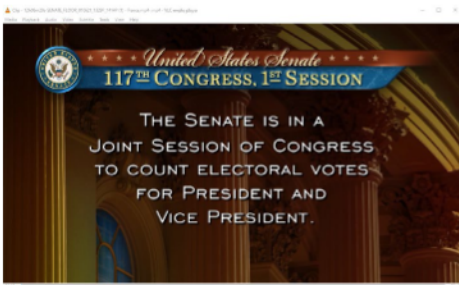 United States Senate
117TH CONGRESS, 1ST SESSION
THE SENATE IS IN A
JOINT SESSION OF CONGRESS
TO COUNT ELECTORAL VOTES
FOR PRESIDENT AND
VICE PRESIDENT.